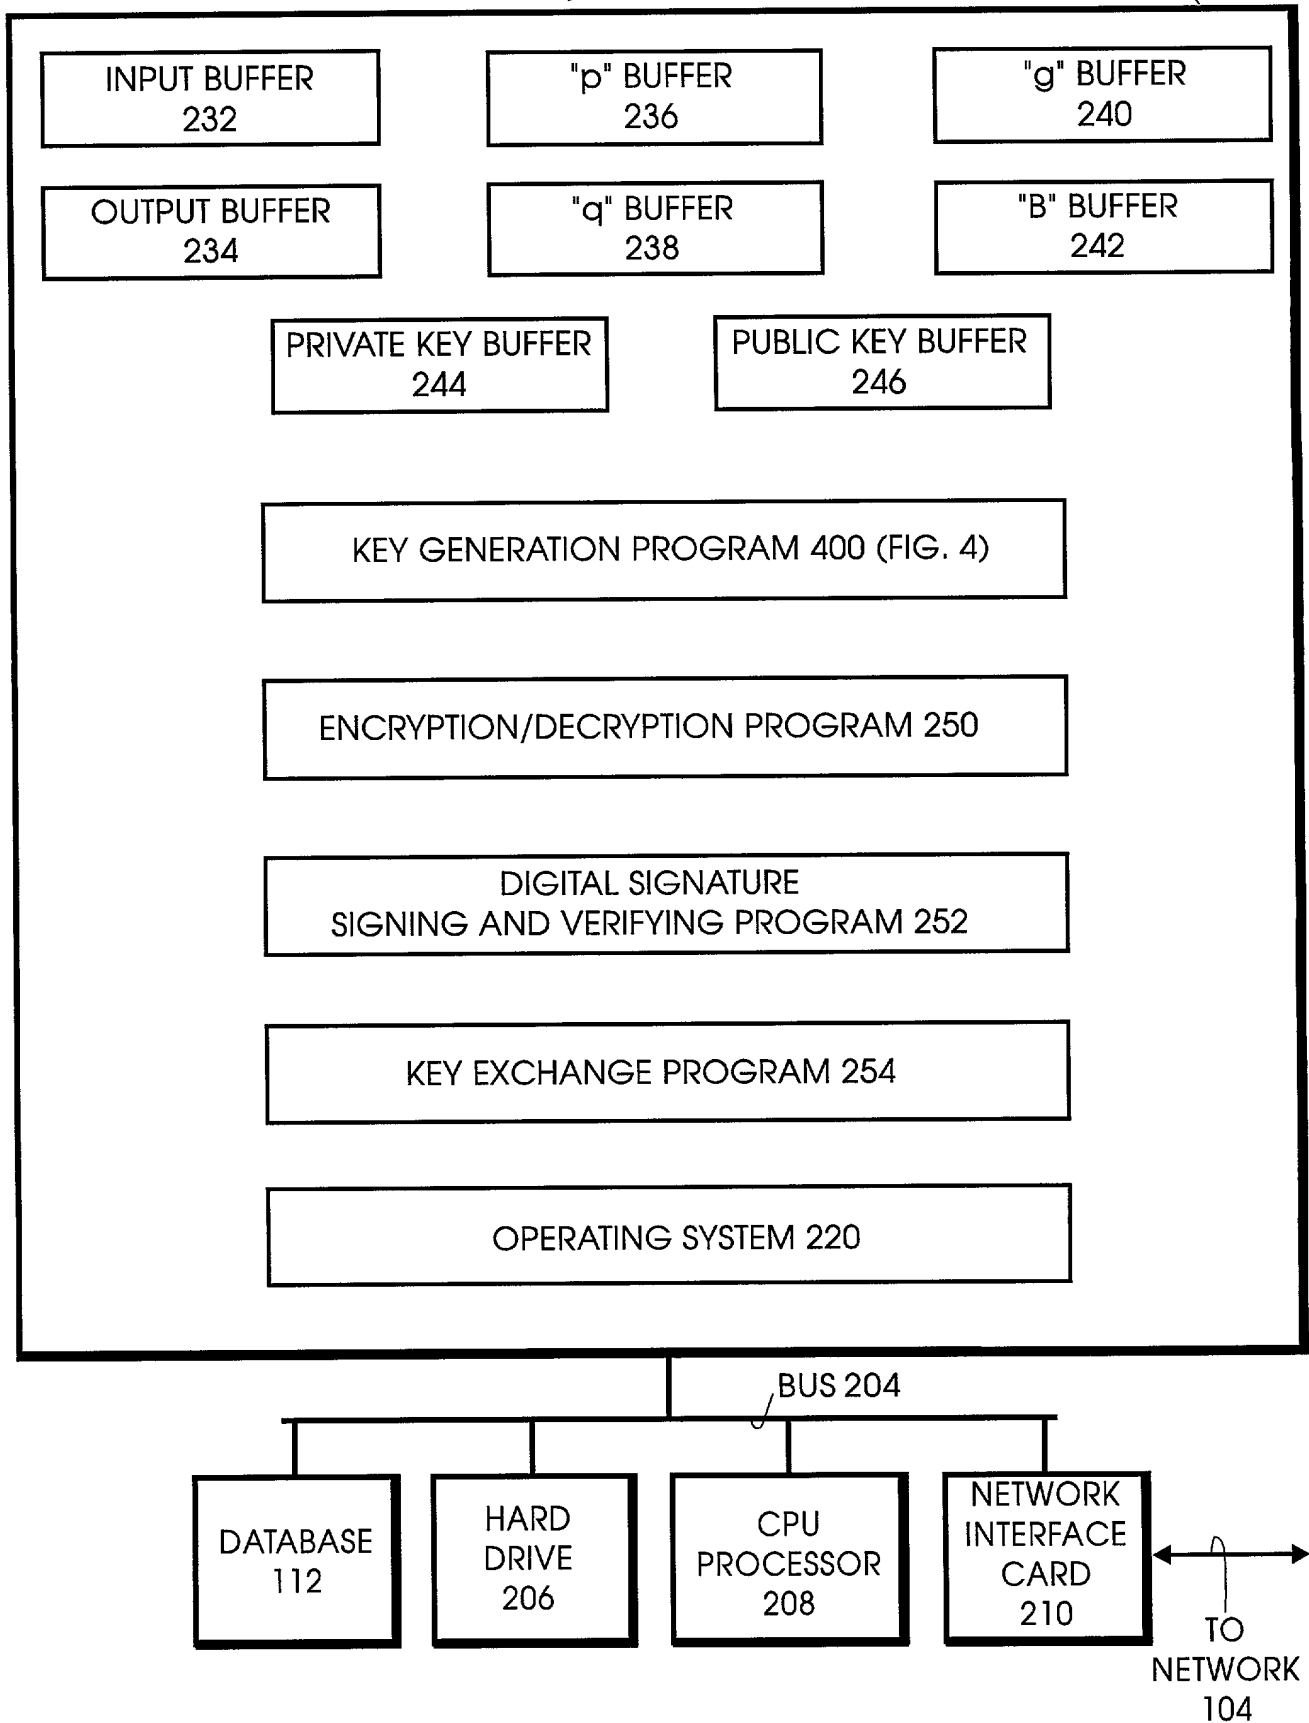 INPUT BUFFER
232
"p" BUFFER
236
"g" BUFFER
240
OUTPUT BUFFER
234
"q" BUFFER
238
"B" BUFFER
242
PRIVATE KEY BUFFER
244
PUBLIC KEY BUFFER
246
KEY GENERATION PROGRAM 400 (FIG. 4)
ENCRYPTION/DECRYPTION PROGRAM 250
DIGITAL SIGNATURE
SIGNING AND VERIFYING PROGRAM 252
KEY EXCHANGE PROGRAM 254
OPERATING SYSTEM 220
BUS 204
DATABASE
112
HARD
DRIVE
206
CPU
PROCESSOR
208
NETWORK
INTERFACE
CARD
210
TO
NETWORK
104